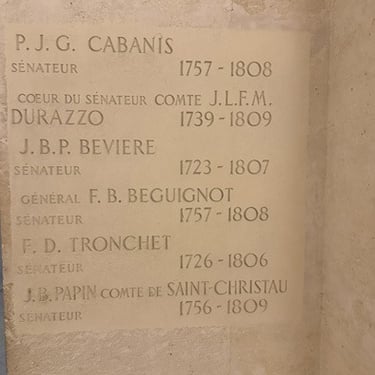 P. J. G. CABANIS
SÉNATEUR 1757 - 1808
CŒUR DU SÉNATEUR COMTE J.L.F.M.
DURAZZO 1739 - 1809
J.B.P. BEVIERE
SÉNATEUR 1723 - 1807
GÉNÉRAL F. B. BEGUIGNOT
SÉNATEUR 1757 - 1808
F. D. TRONCHET
SÉNATEUR 1726 - 1806
J.B. PAPIN COMTE DE SAINT-CHRISTAU
SÉNATEUR 1756 - 1809